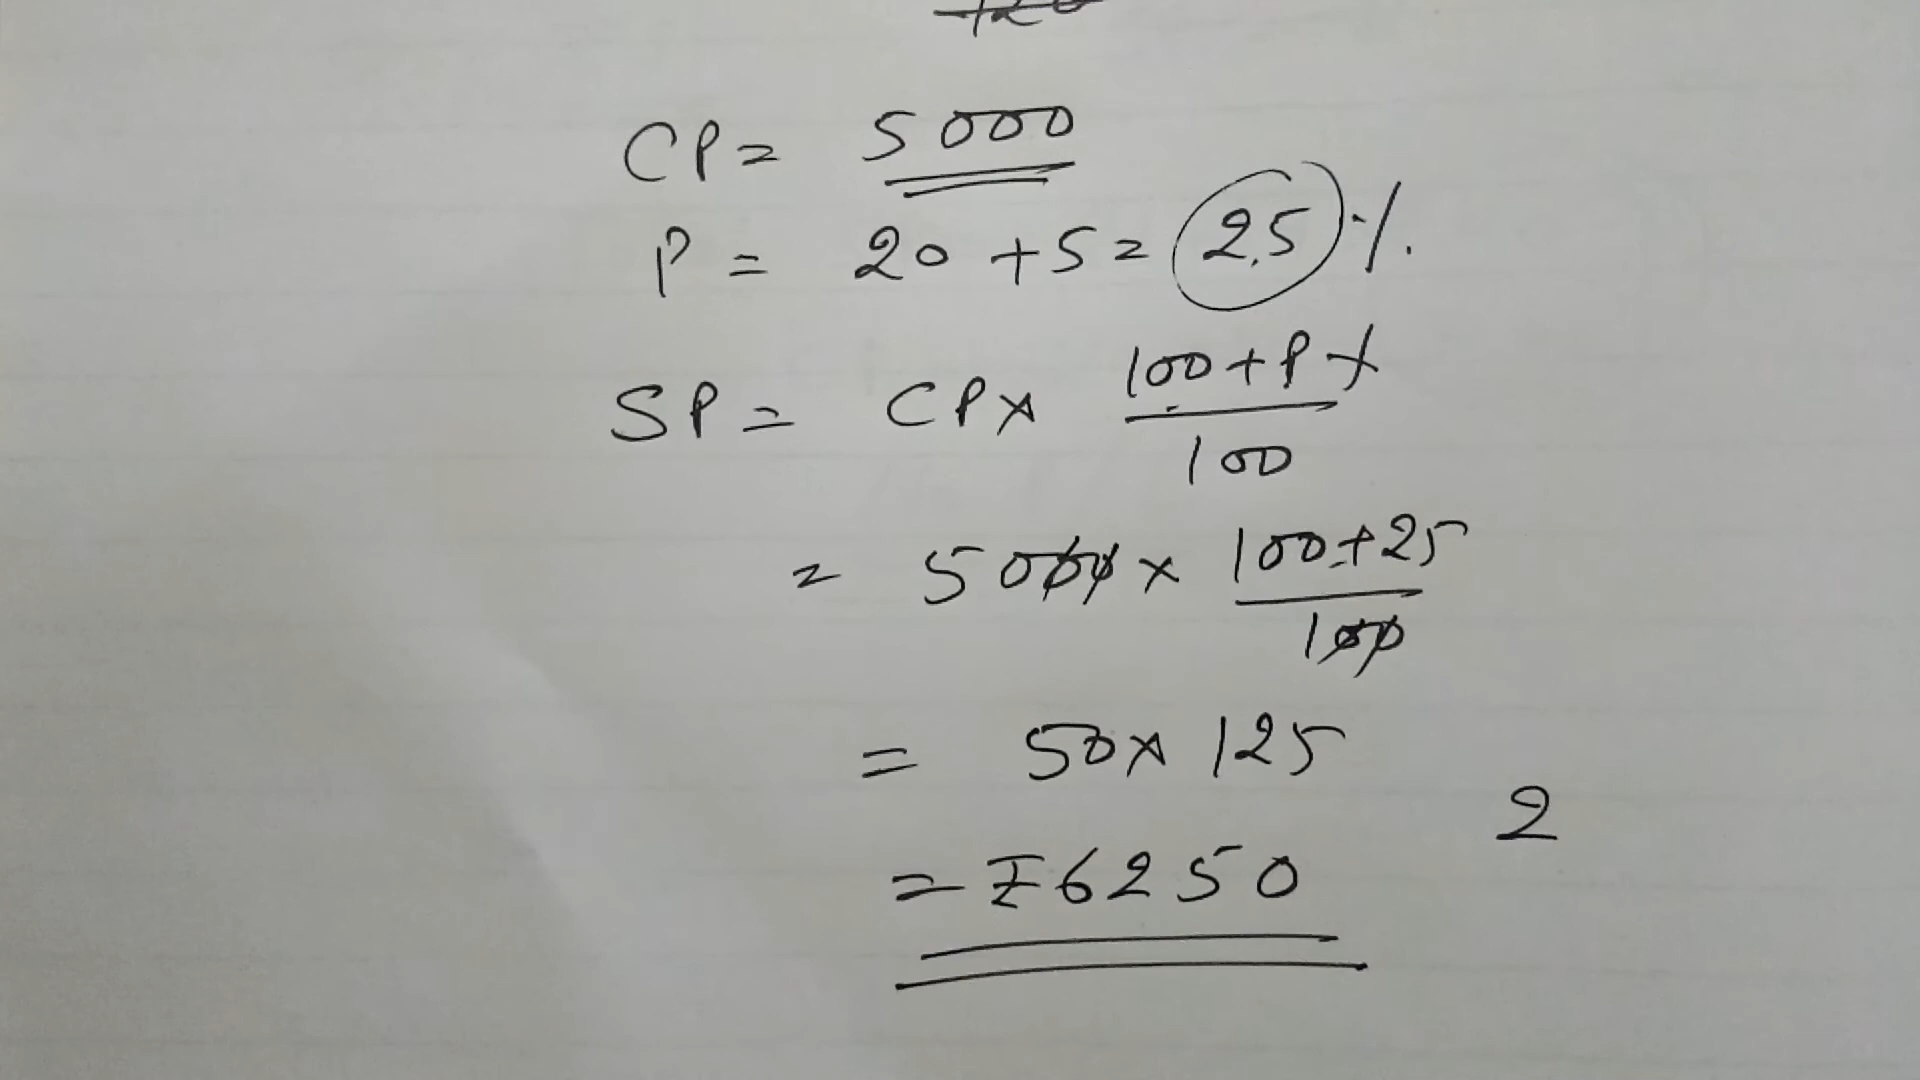 CP = 5000
P = 20 + 5 = 25 %.
SP = CP x 100 + P x / 100
= 5000 x 100 + 25 / 100
= 50 x 125
2
= ₹6250